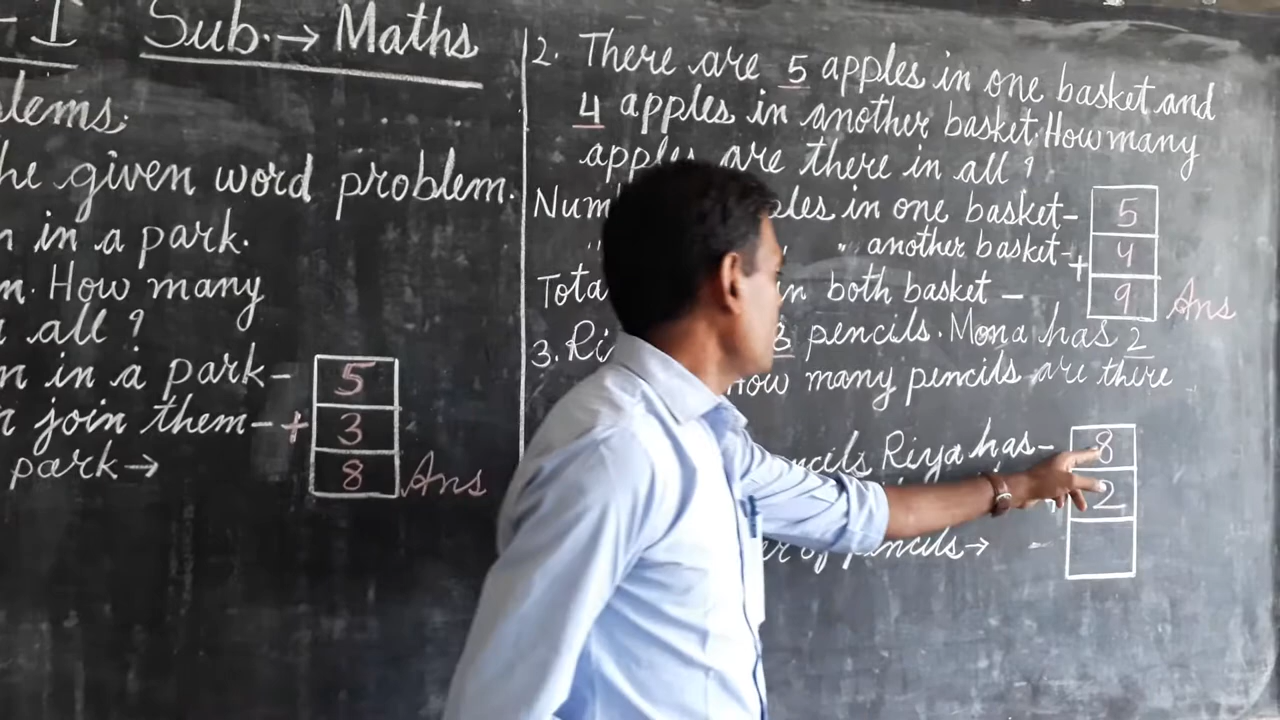 - I Sub. → Maths
lems.
he given word problem.
n in a park.
m. How many
all ?
n in a park- 5
n join them- + 3
park → 8 Ans
2. There are 5 apples in one basket and
4 apples in another basket. How many
apples are there in all ?
Num ples in one basket- 5
" " " another basket- + 4
Tota in both basket - 9 Ans
3. Ri 8 pencils. Mona has 2
How many pencils are there
ncils Riya has- 8
2
er of pencils →